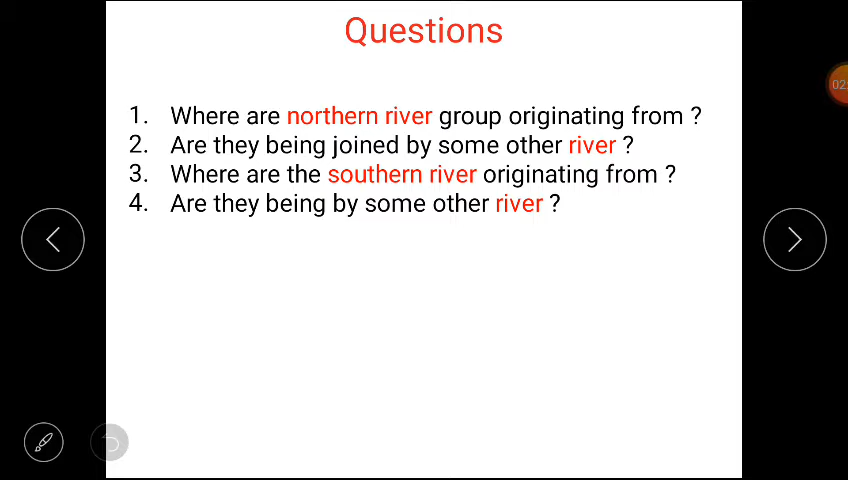 Questions
1. Where are northern river group originating from ?
2. Are they being joined by some other river ?
3. Where are the southern river originating from ?
4. Are they being by some other river ?